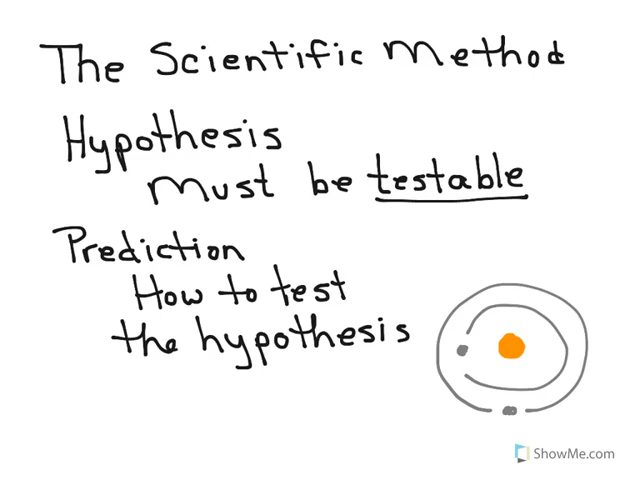 The Scientific Method
Hypothesis
must be testable
Prediction
How to test
the hypothesis
ShowMe.com